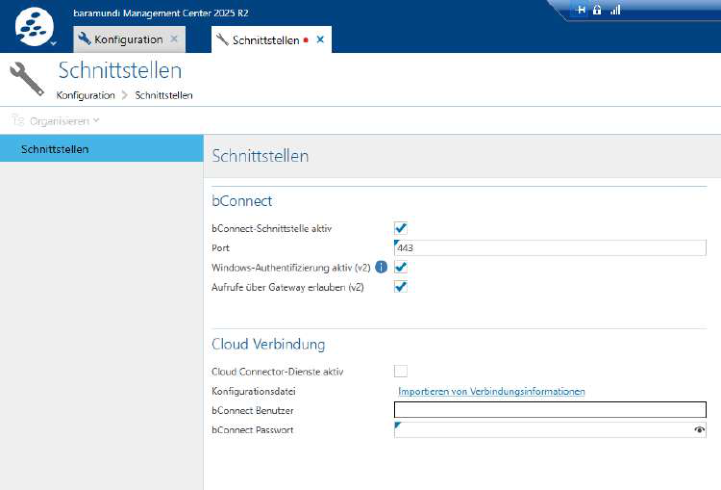 baramundi Management Center 2025 R2
Konfiguration
Schnittstellen
Schnittstellen
Konfiguration > Schnittstellen
Organisieren
Schnittstellen
Schnittstellen
bConnect
bConnect-Schnittstelle aktiv
Port 443
Windows-Authentifizierung aktiv (v2)
Aufrufe über Gateway erlauben (v2)
Cloud Verbindung
Cloud Connector-Dienste aktiv
Konfigurationsdatei Importieren von Verbindungsinformationen
bConnect Benutzer
bConnect Passwort